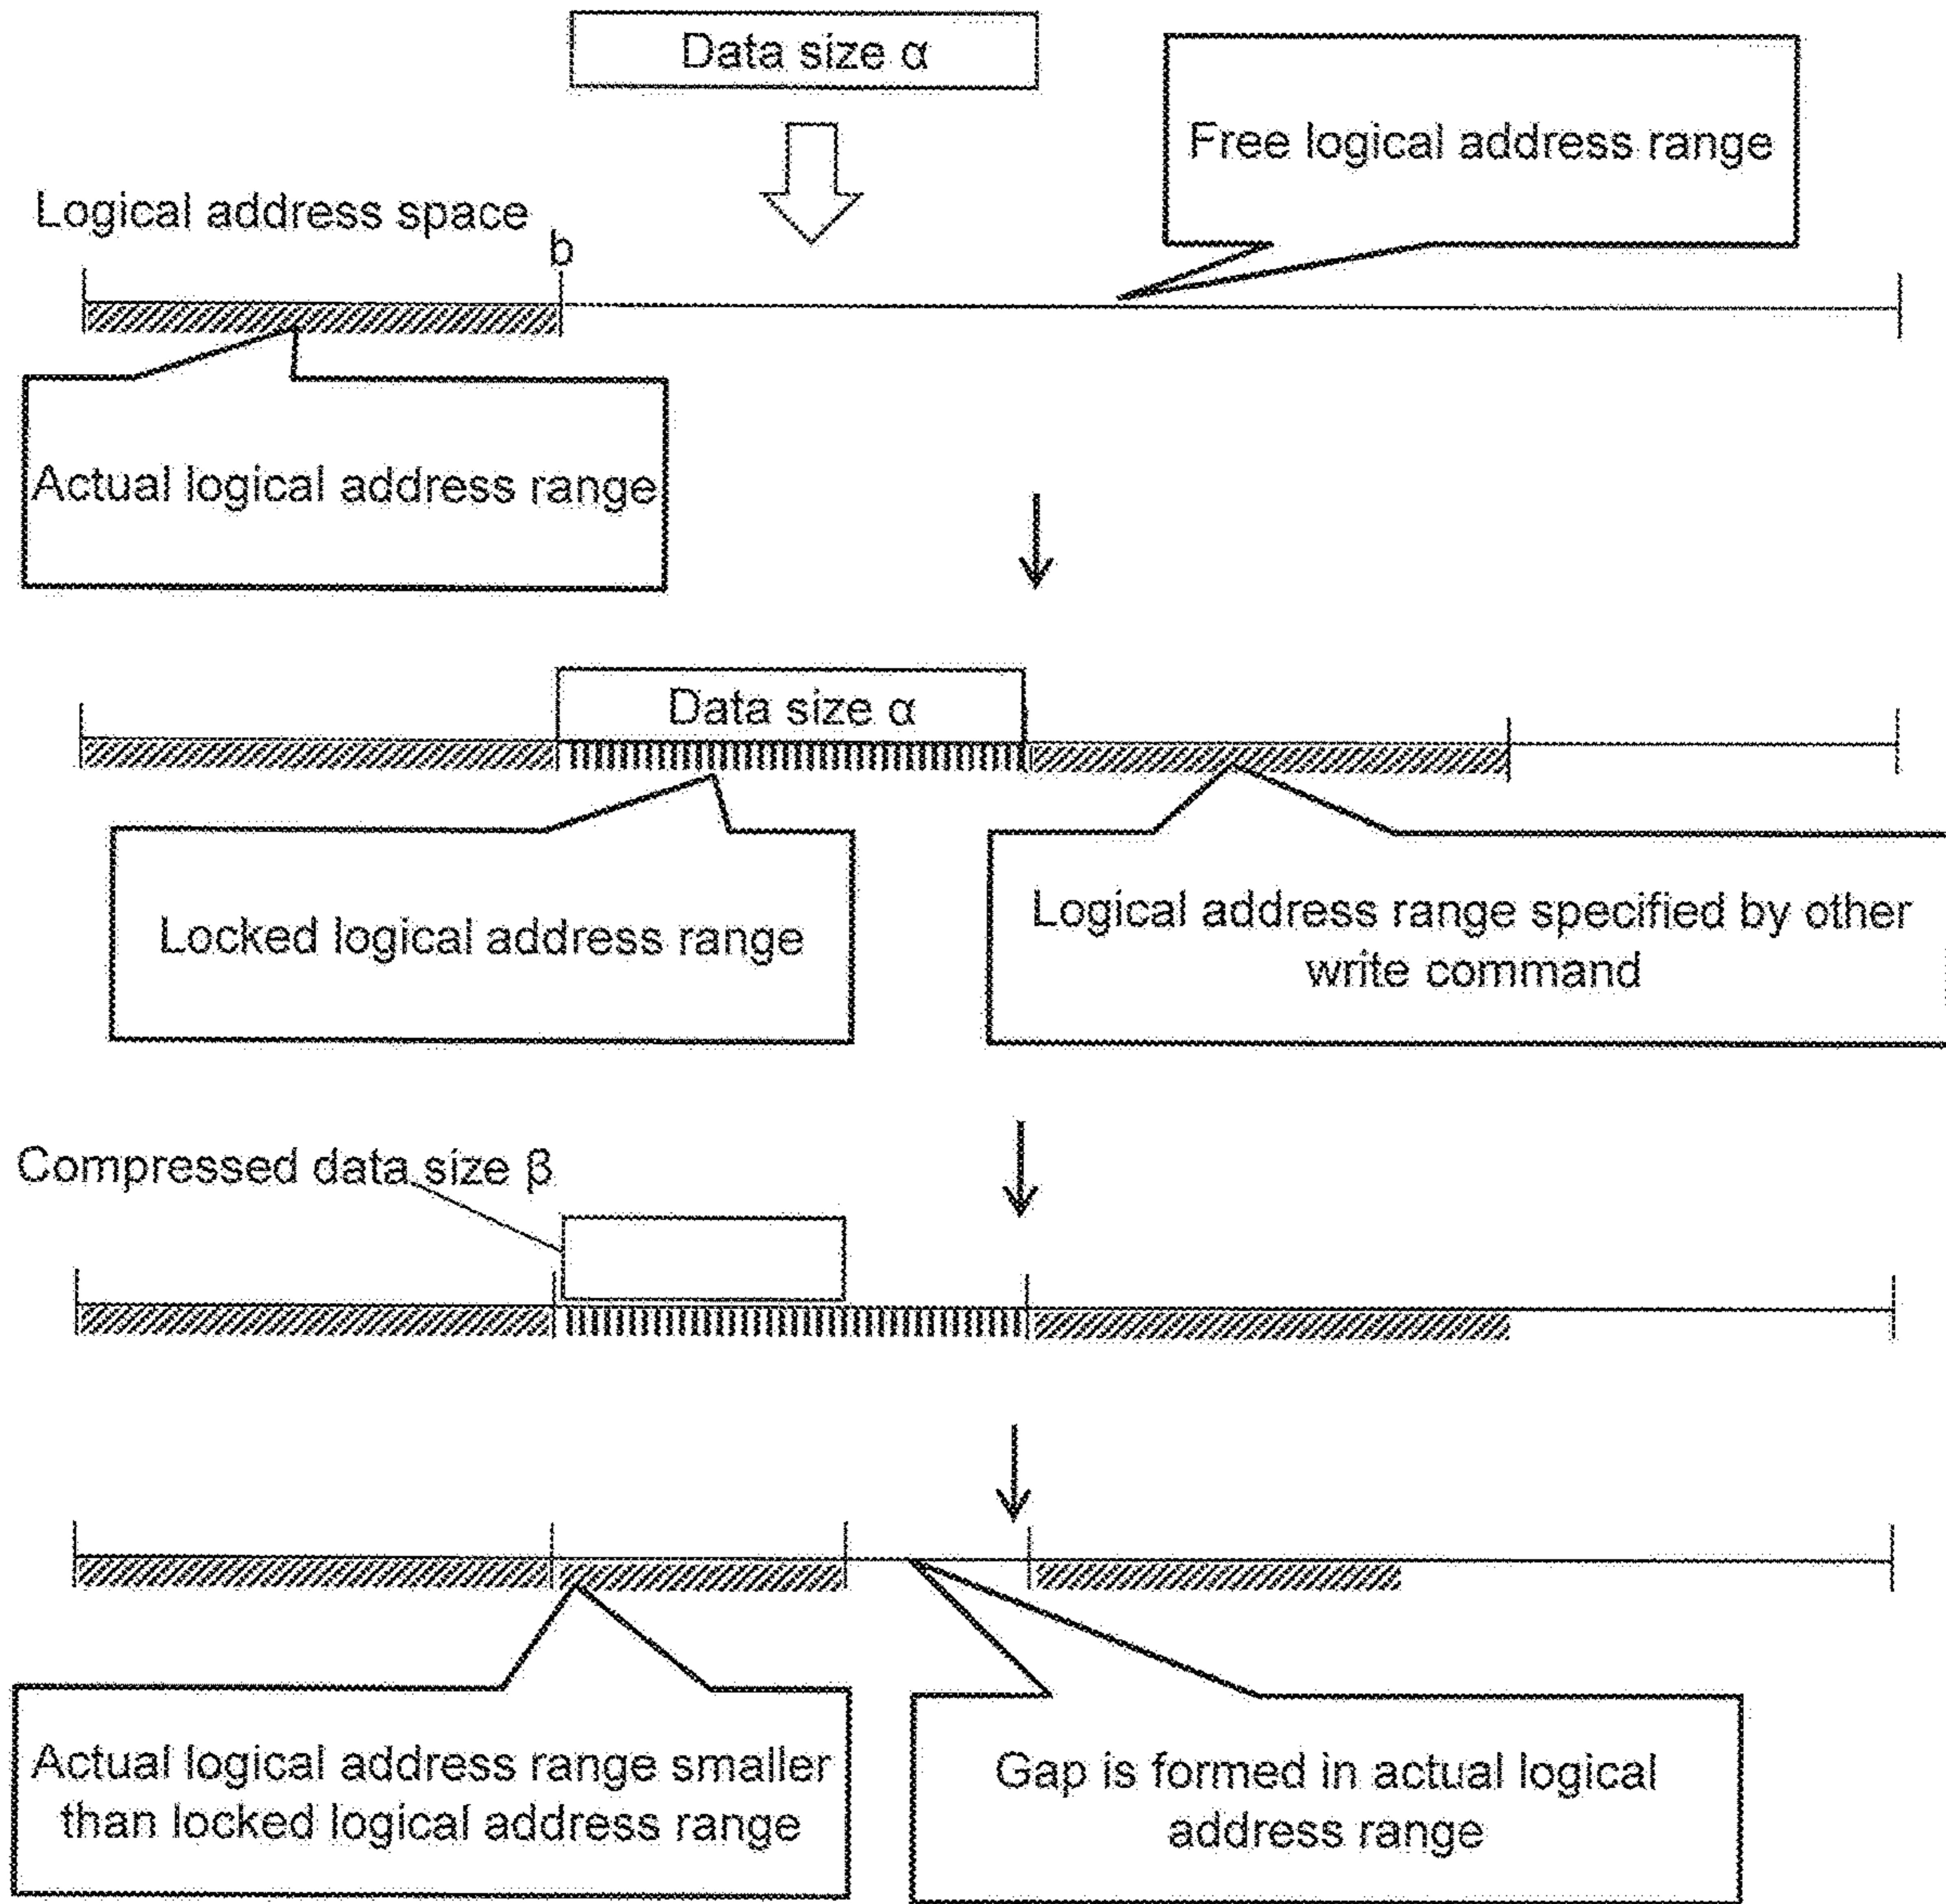 Data size α
Free logical address range
Logical address space
b
Actual logical address range
Data size α
Locked logical address range
Logical address range specified by other
write command
Compressed data size β
Actual logical address range smaller
than locked logical address range
Gap is formed in actual logical
address range